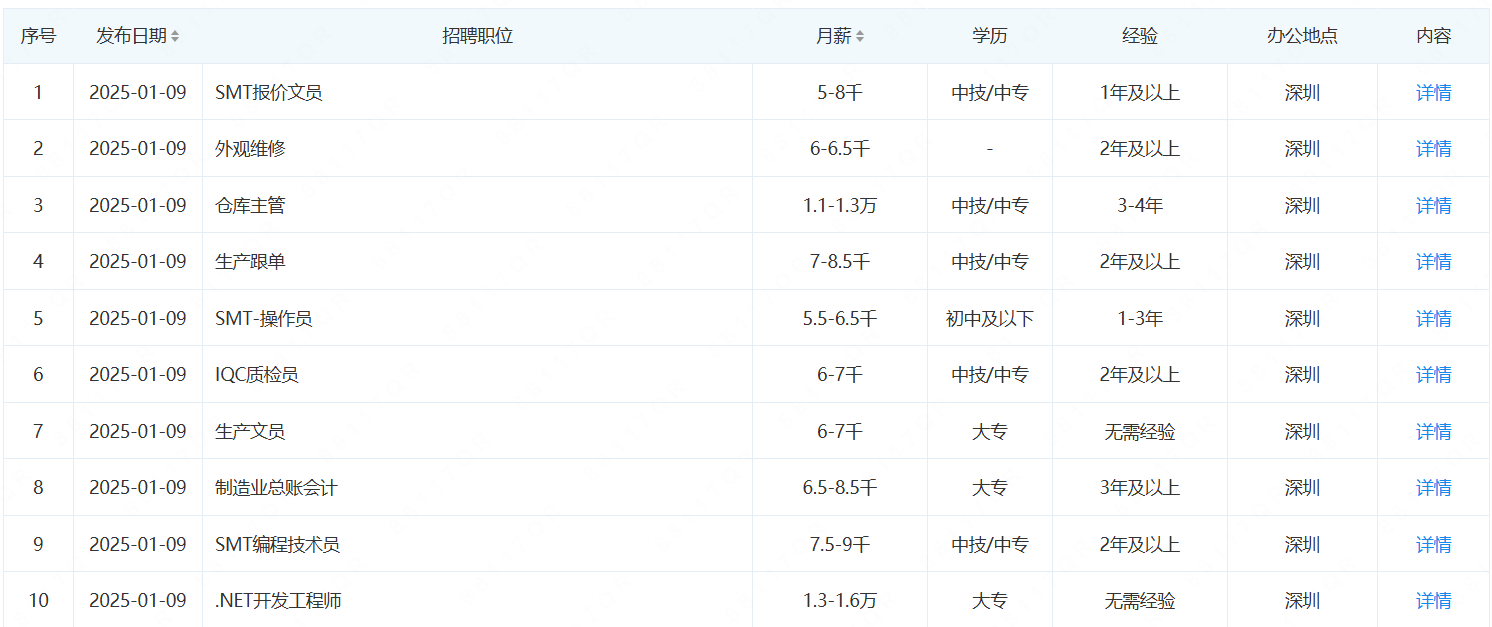 序号 发布日期 招聘职位 月薪 学历 经验 办公地点 内容
1 2025-01-09 SMT报价文员 5-8千 中技/中专 1年及以上 深圳 详情
2 2025-01-09 外观维修 6-6.5千 - 2年及以上 深圳 详情
3 2025-01-09 仓库主管 1.1-1.3万 中技/中专 3-4年 深圳 详情
4 2025-01-09 生产跟单 7-8.5千 中技/中专 2年及以上 深圳 详情
5 2025-01-09 SMT-操作员 5.5-6.5千 初中及以下 1-3年 深圳 详情
6 2025-01-09 IQC质检员 6-7千 中技/中专 2年及以上 深圳 详情
7 2025-01-09 生产文员 6-7千 大专 无需经验 深圳 详情
8 2025-01-09 制造业总账会计 6.5-8.5千 大专 3年及以上 深圳 详情
9 2025-01-09 SMT编程技术员 7.5-9千 中技/中专 2年及以上 深圳 详情
10 2025-01-09 .NET开发工程师 1.3-1.6万 大专 无需经验 深圳 详情